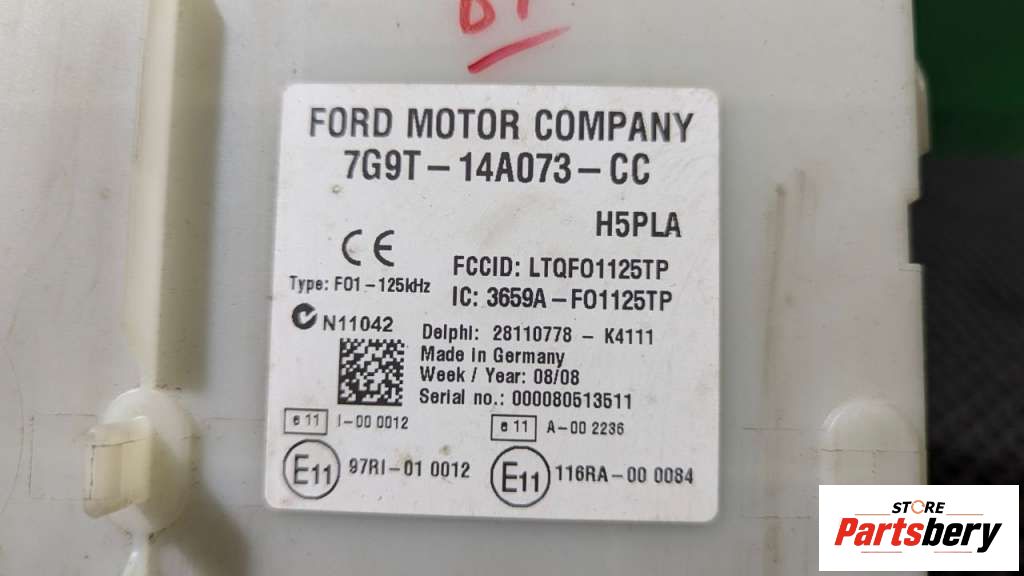 FORD MOTOR COMPANY
7G9T-14A073-CC
H5PLA
CE
FCCID: LTQFO1125TP
Type: FO1-125kHz
IC: 3659A-FO1125TP
N11042
Delphi: 28110778 - K4111
Made in Germany
Week / Year: 08/08
Serial no.: 000080513511
e 11 I-00 0012
e 11 A-00 2236
E11 97RI-01 0012
E11 116RA-00 0084
STORE
Partsbery